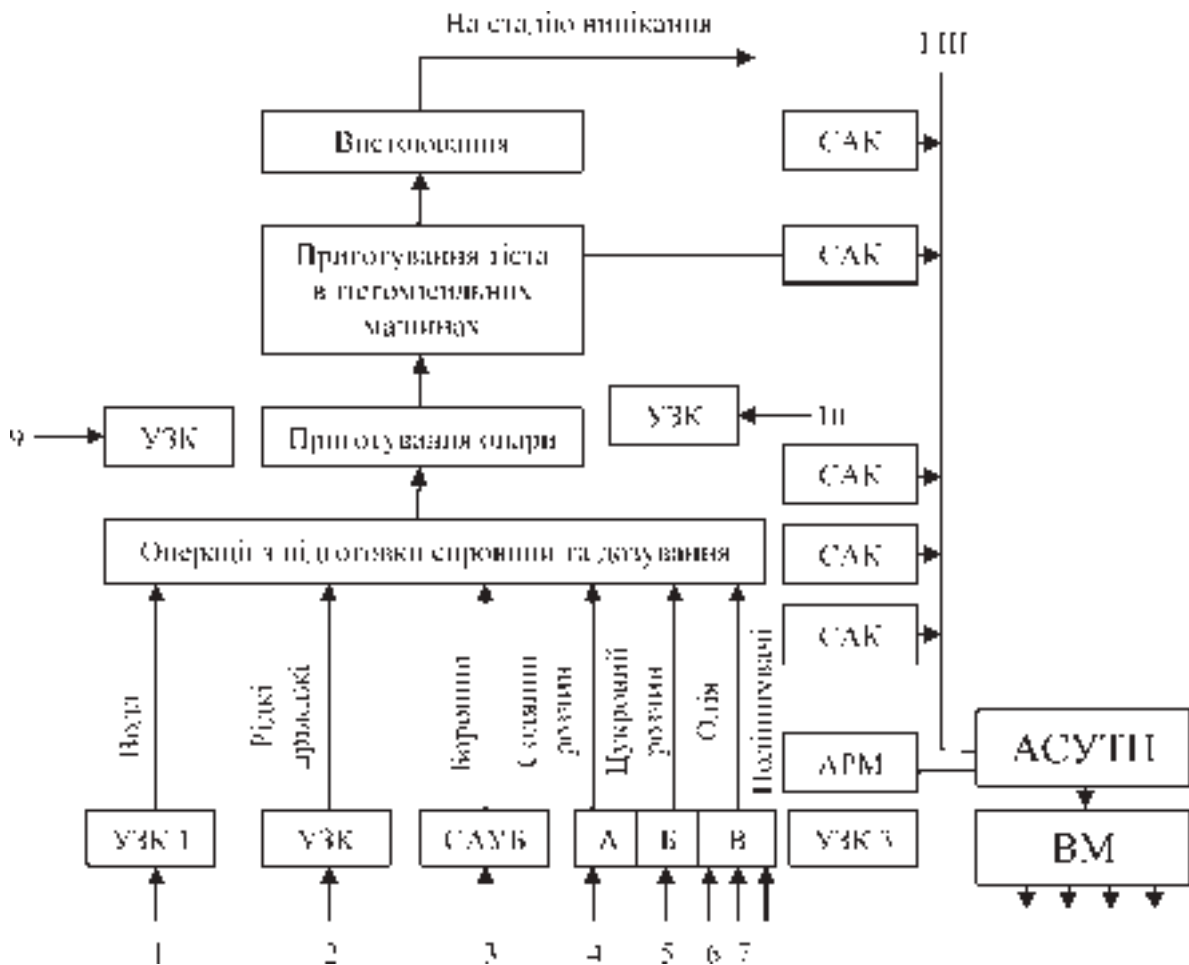 На стадію випікання
Вистоювання
САК
Приготування тіста
в тістомісильних
машинах
САК
9
УЗК
Приготування опари
УЗК
10
САК
Операції з підготовки сировини та дозування
САК
САК
Вода
Рідкі
дріжджі
Борошно
Сольовий
розчин
Цукровий
розчин
Олія
Поліпшувачі
АРМ
АСУТП
УЗК 1
УЗК
САУБ
А
Б
В
УЗК 3
ВМ
1
2
3
4
5
6
7